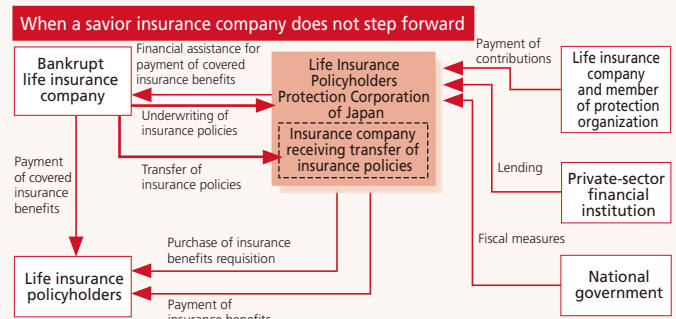 When a savior insurance company does not step forward
Bankrupt
life insurance
company
Financial assistance for
payment of covered
insurance benefits
Underwriting of
insurance policies
Transfer of
insurance policies
Life Insurance
Policyholders
Protection Corporation
of Japan
Insurance company
receiving transfer of
insurance policies
Payment of
contributions
Life insurance
company
and member
of protection
organization
Lending
Private-sector
financial
institution
Fiscal measures
National
government
Payment
of covered
insurance
benefits
Purchase of insurance
benefits requisition
Life insurance
policyholders
Payment of
insurance benefits